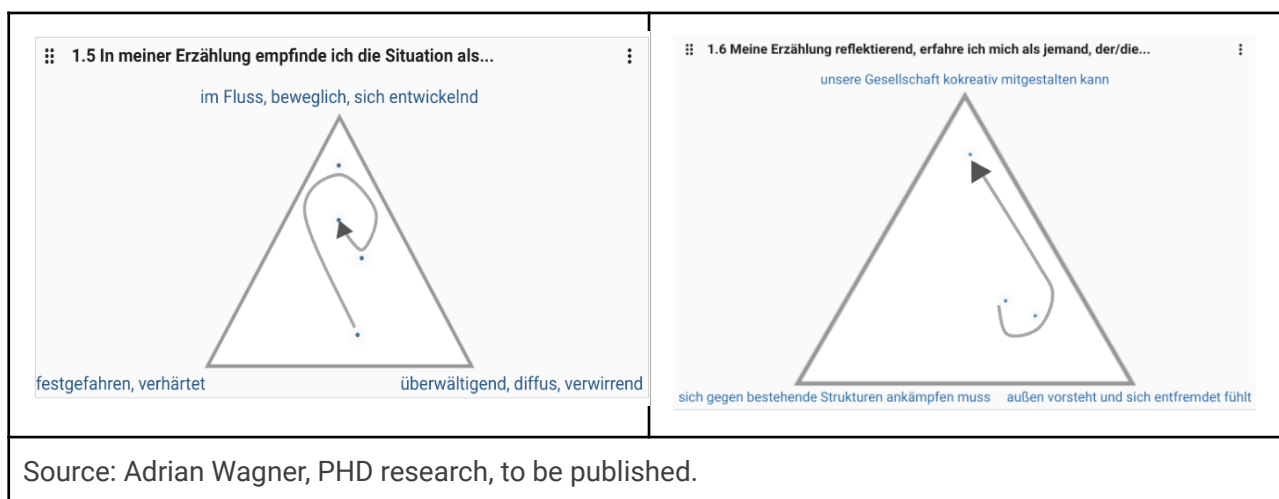 1.5 In meiner Erzählung empfinde ich die Situation als...
im Fluss, beweglich, sich entwickelnd
festgefahren, verhärtet
überwältigend, diffus, verwirrend
1.6 Meine Erzählung reflektierend, erfahre ich mich als jemand, der/die...
unsere Gesellschaft kokreativ mitgestalten kann
sich gegen bestehende Strukturen ankämpfen muss
außen vorsteht und sich entfremdet fühlt
Source: Adrian Wagner, PHD research, to be published.